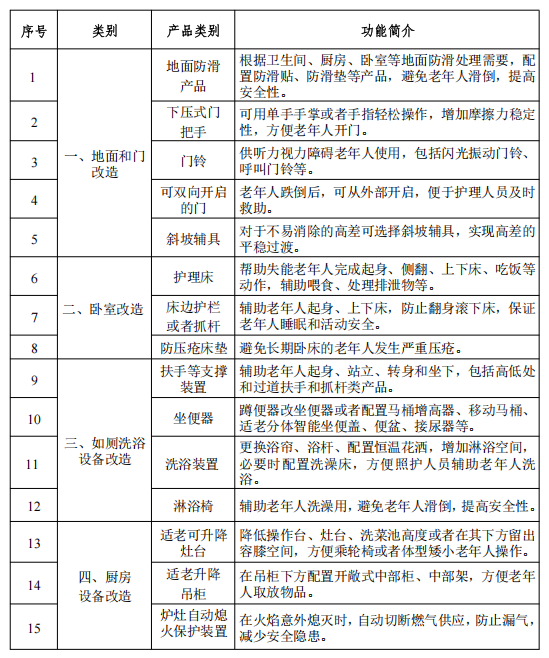 序号 类别 产品类别 功能简介
1 一、地面和门改造 地面防滑产品 根据卫生间、厨房、卧室等地面防滑处理需要，配置防滑贴、防滑垫等产品，避免老年人滑倒，提高安全性。
2 下压式门把手 可用单手手掌或者手指轻松操作，增加摩擦力稳定性，方便老年人开门。
3 门铃 供听力视力障碍老年人使用，包括闪光振动门铃、呼叫门铃等。
4 可双向开启的门 老年人跌倒后，可从外部开启，便于护理人员及时救助。
5 斜坡辅具 对于不易消除的高差可选择斜坡辅具，实现高差的平稳过渡。
6 二、卧室改造 护理床 帮助失能老年人完成起身、侧翻、上下床、吃饭等动作，辅助喂食、处理排泄物等。
7 床边护栏或者抓杆 辅助老年人起身、上下床，防止翻身滚下床，保证老年人睡眠和活动安全。
8 防压疮床垫 避免长期卧床的老年人发生严重压疮。
9 三、如厕洗浴设备改造 扶手等支撑装置 辅助老年人起身、站立、转身和坐下，包括高低处和过道扶手和抓杆类产品。
10 坐便器 蹲便器改坐便器或者配置马桶增高器、移动马桶、适老分体智能坐便盖、便盆、接尿器等。
11 洗浴装置 更换浴帘、浴杆、配置恒温花洒，增加淋浴空间，必要时配置洗澡床，方便照护人员辅助老年人洗浴。
12 淋浴椅 辅助老年人洗澡用，避免老年人滑倒，提高安全性。
13 四、厨房设备改造 适老可升降灶台 降低操作台、灶台、洗菜池高度或者在其下方留出容膝空间，方便乘轮椅或者体型矮小老年人操作。
14 适老升降吊柜 在吊柜下方配置开敞式中部柜、中部架，方便老年人取放物品。
15 炉灶自动熄火保护装置 在火焰意外熄灭时，自动切断燃气供应，防止漏气，减少安全隐患。